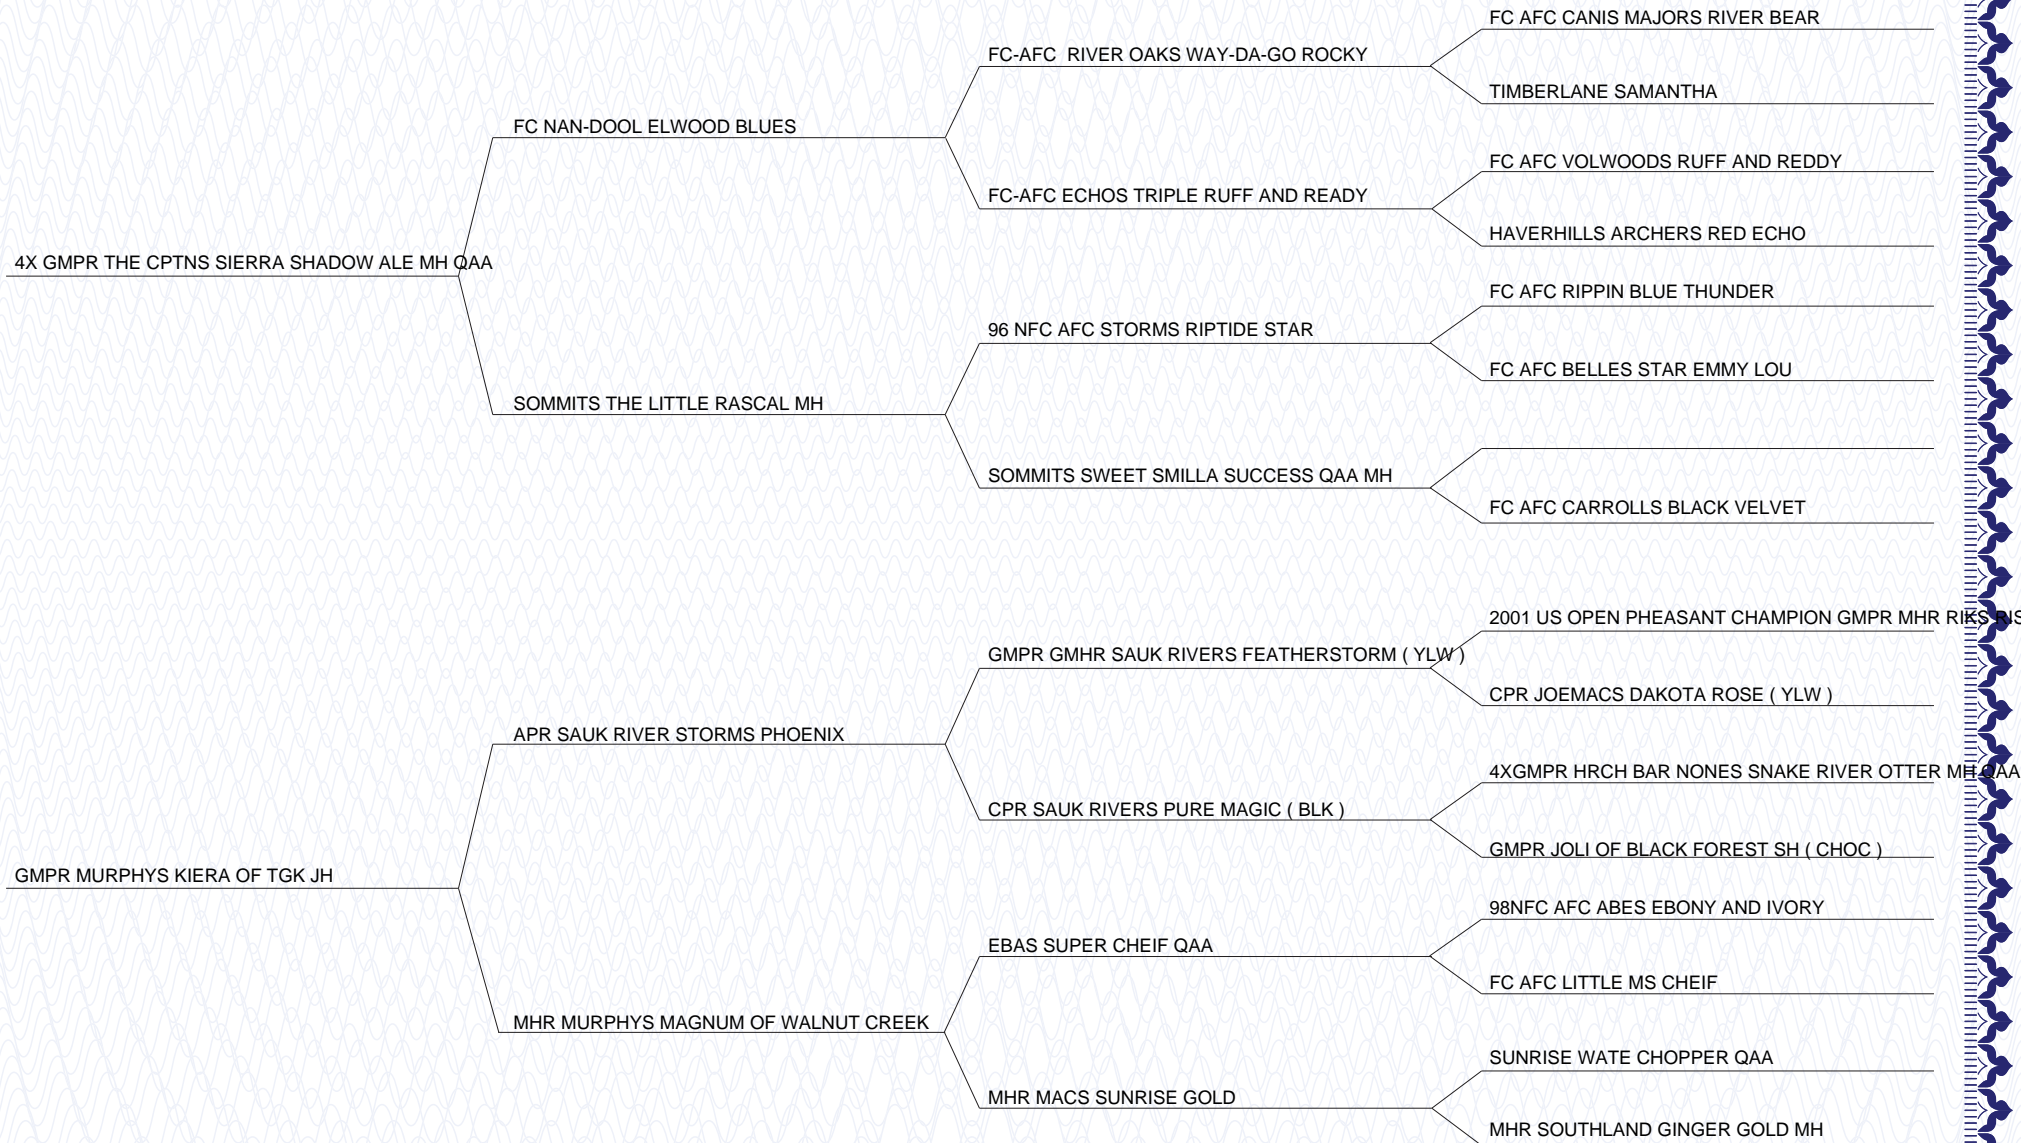 FC AFC CANIS MAJORS RIVER BEAR
FC-AFC RIVER OAKS WAY-DA-GO ROCKY
TIMBERLANE SAMANTHA
FC NAN-DOOL ELWOOD BLUES
FC AFC VOLWOODS RUFF AND REDDY
FC-AFC ECHOS TRIPLE RUFF AND READY
HAVERHILLS ARCHERS RED ECHO
4X GMPR THE CPTNS SIERRA SHADOW ALE MH QAA
FC AFC RIPPIN BLUE THUNDER
96 NFC AFC STORMS RIPTIDE STAR
FC AFC BELLES STAR EMMY LOU
SOMMITS THE LITTLE RASCAL MH
SOMMITS SWEET SMILLA SUCCESS QAA MH
FC AFC CARROLLS BLACK VELVET
2001 US OPEN PHEASANT CHAMPION GMPR MHR RIKS
GMPR GMHR SAUK RIVERS FEATHERSTORM ( YLW )
CPR JOEMACS DAKOTA ROSE ( YLW )
APR SAUK RIVER STORMS PHOENIX
4XGMPR HRCH BAR NONES SNAKE RIVER OTTER MH QAA
CPR SAUK RIVERS PURE MAGIC ( BLK )
GMPR JOLI OF BLACK FOREST SH ( CHOC )
GMPR MURPHYS KIERA OF TGK JH
98NFC AFC ABES EBONY AND IVORY
EBAS SUPER CHEIF QAA
FC AFC LITTLE MS CHEIF
MHR MURPHYS MAGNUM OF WALNUT CREEK
SUNRISE WATE CHOPPER QAA
MHR MACS SUNRISE GOLD
MHR SOUTHLAND GINGER GOLD MH